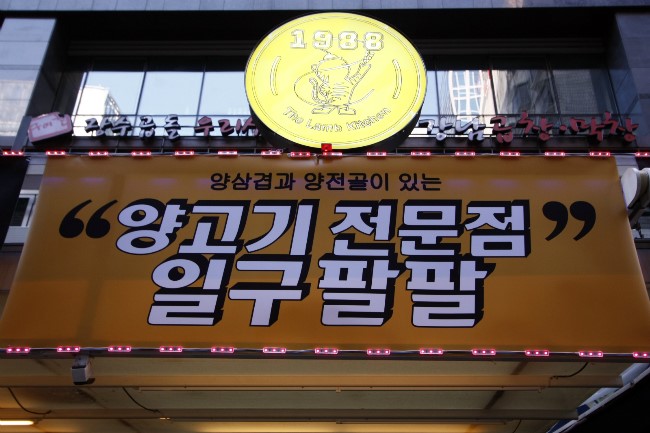 1988
The Lamb Kitchen
양삼겹과 양전골이 있는
“양고기 전문점”
일구팔팔